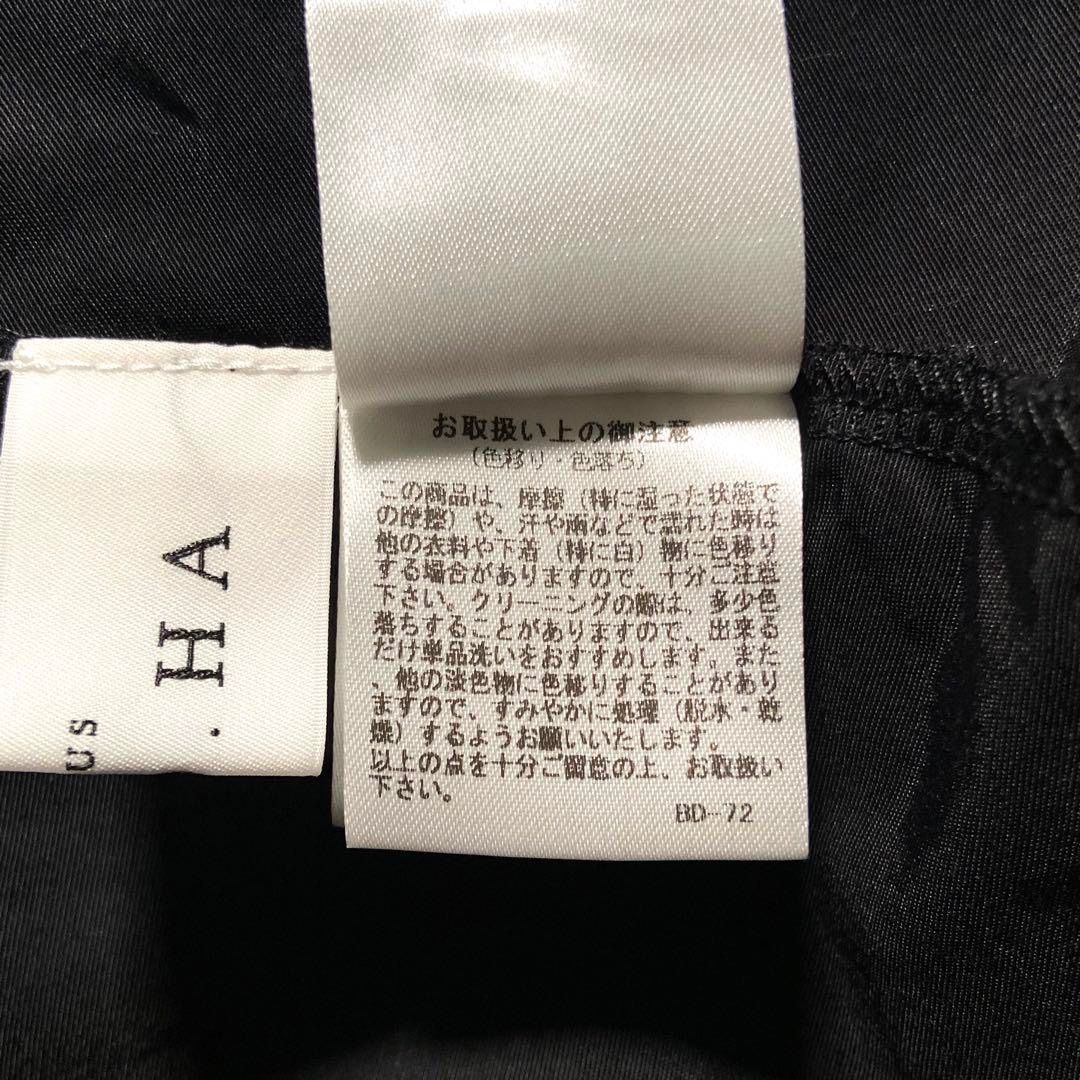 お取扱い上の御注意
(色移り・色落ち)
この商品は、摩擦(特に湿った状態で
の摩擦)や、汗や雨などで濡れた時は
他の衣料や下着(特に白)物に色移り
する場合がありますので、十分ご注意
下さい。クリーニングの際は、多少色
落ちすることがありますので、出来る
だけ単品洗いをおすすめします。また
、他の淡色物に色移りすることがあり
ますので、すみやかに処理(脱水・乾
燥)するようお願いいたします。
以上の点を十分ご留意の上、お取扱い
下さい。
BD-72
. HA
us